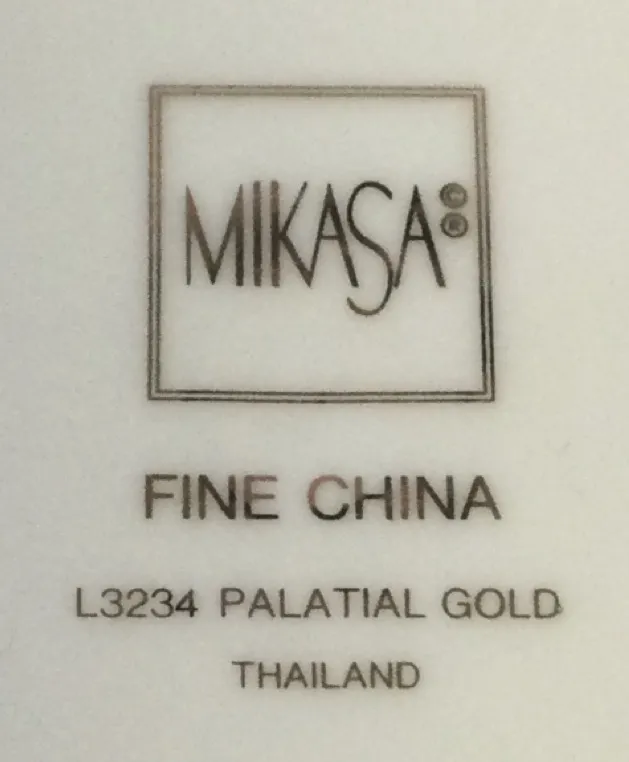 MIKASA©®
FINE CHINA
L3234 PALATIAL GOLD
THAILAND